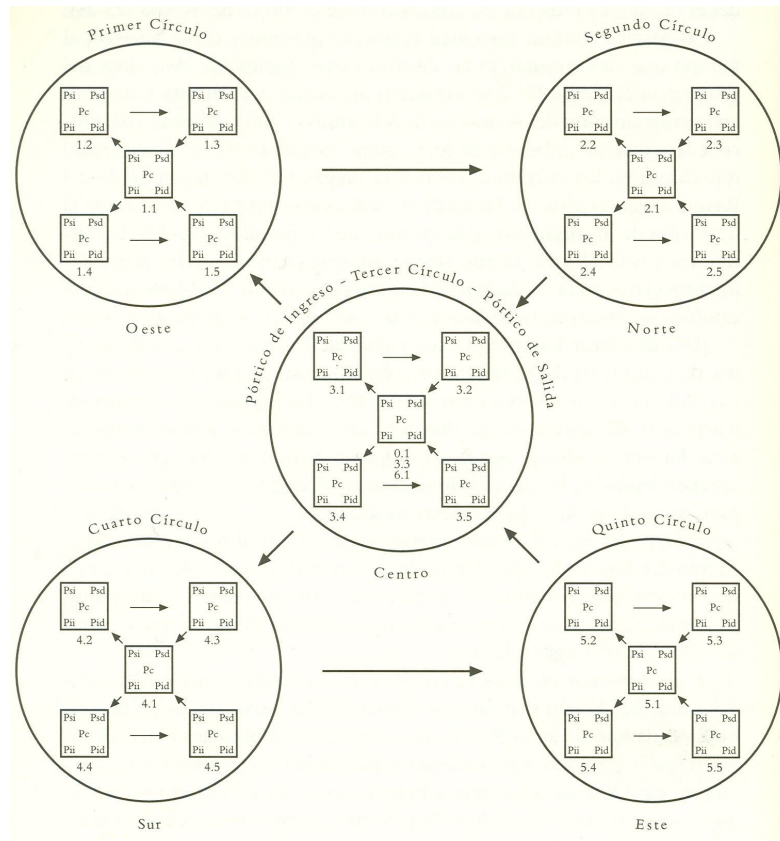 Primer Círculo
Psi Psd
Pc
Pii Pid
1.2
Psi Psd
Pc
Pii Pid
1.3
Psi Psd
Pc
Pii Pid
1.1
Psi Psd
Pc
Pii Pid
1.4
Psi Psd
Pc
Pii Pid
1.5
Oeste
Segundo Círculo
Psi Psd
Pc
Pii Pid
2.2
Psi Psd
Pc
Pii Pid
2.3
Psi Psd
Pc
Pii Pid
2.1
Psi Psd
Pc
Pii Pid
2.4
Psi Psd
Pc
Pii Pid
2.5
Norte
Pórtico de Ingreso - Tercer Círculo - Pórtico de Salida
Psi Psd
Pc
Pii Pid
3.1
Psi Psd
Pc
Pii Pid
3.2
Psi Psd
Pc
Pii Pid
0.1
3.3
6.1
Psi Psd
Pc
Pii Pid
3.4
Psi Psd
Pc
Pii Pid
3.5
Centro
Cuarto Círculo
Psi Psd
Pc
Pii Pid
4.2
Psi Psd
Pc
Pii Pid
4.3
Psi Psd
Pc
Pii Pid
4.1
Psi Psd
Pc
Pii Pid
4.4
Psi Psd
Pc
Pii Pid
4.5
Sur
Quinto Círculo
Psi Psd
Pc
Pii Pid
5.2
Psi Psd
Pc
Pii Pid
5.3
Psi Psd
Pc
Pii Pid
5.1
Psi Psd
Pc
Pii Pid
5.4
Psi Psd
Pc
Pii Pid
5.5
Este